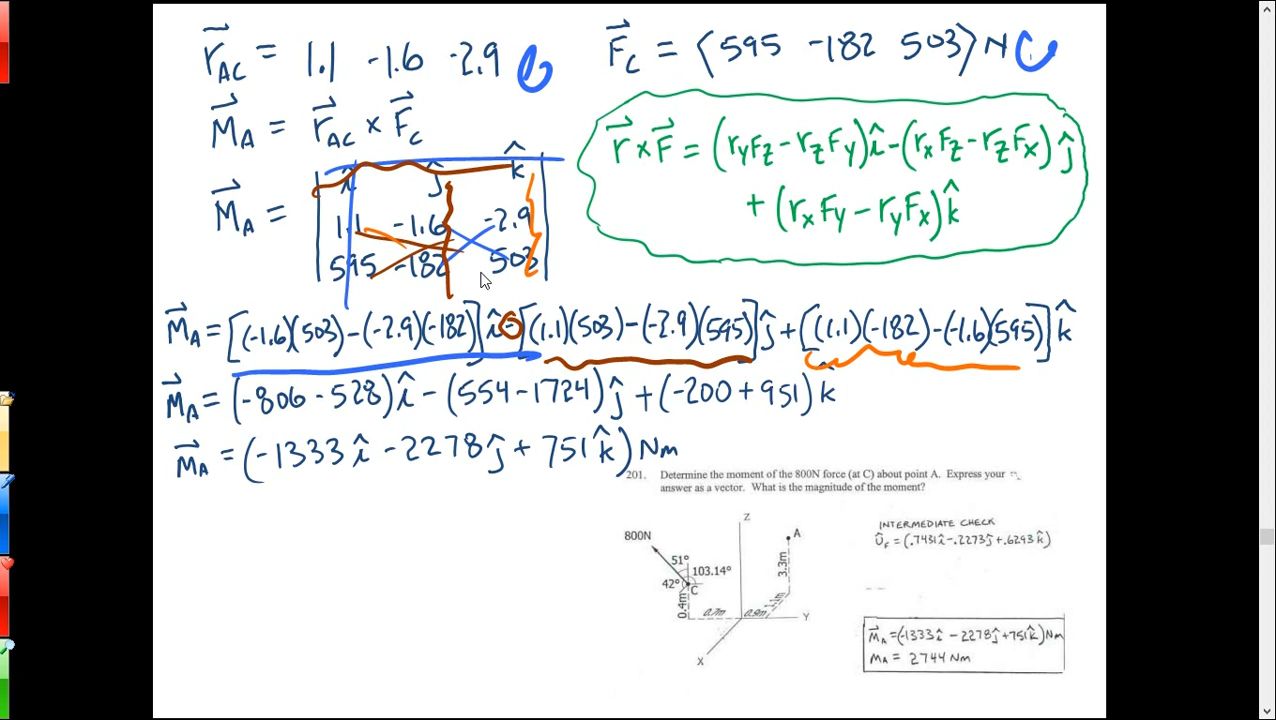 r⃗AC = 1.1 -1.6 -2.9
F⃗C = ⟨595 -182 503⟩N
M⃗A = r⃗AC × F⃗C
r⃗×F⃗ = (ryFz - rzFy)î - (rxFz - rzFx)ĵ
+ (rxFy - ryFx)k̂
M⃗A =
î ĵ k̂
1.1 -1.6 -2.9
595 -182 503
M⃗A = [(-1.6)(503) - (-2.9)(-182)]î - [(1.1)(503) - (-2.9)(595)]ĵ + [(1.1)(-182) - (-1.6)(595)]k̂
M⃗A = (-806 - 528)î - (554 - 1724)ĵ + (-200 + 951)k̂
M⃗A = (-1333î - 2278ĵ + 751k̂) Nm
201. Determine the moment of the 800N force (at C) about point A. Express your
answer as a vector. What is the magnitude of the moment?
INTERMEDIATE CHECK
ÛF = (.7431î - .2273ĵ + .6293k̂)
Z
A
800N
51°
103.14°
42°
C
3.3m
0.4m
0.7m
0.9m
Y
X
M⃗A = (-1333î - 2278ĵ + 751k̂) Nm
MA = 2744 Nm